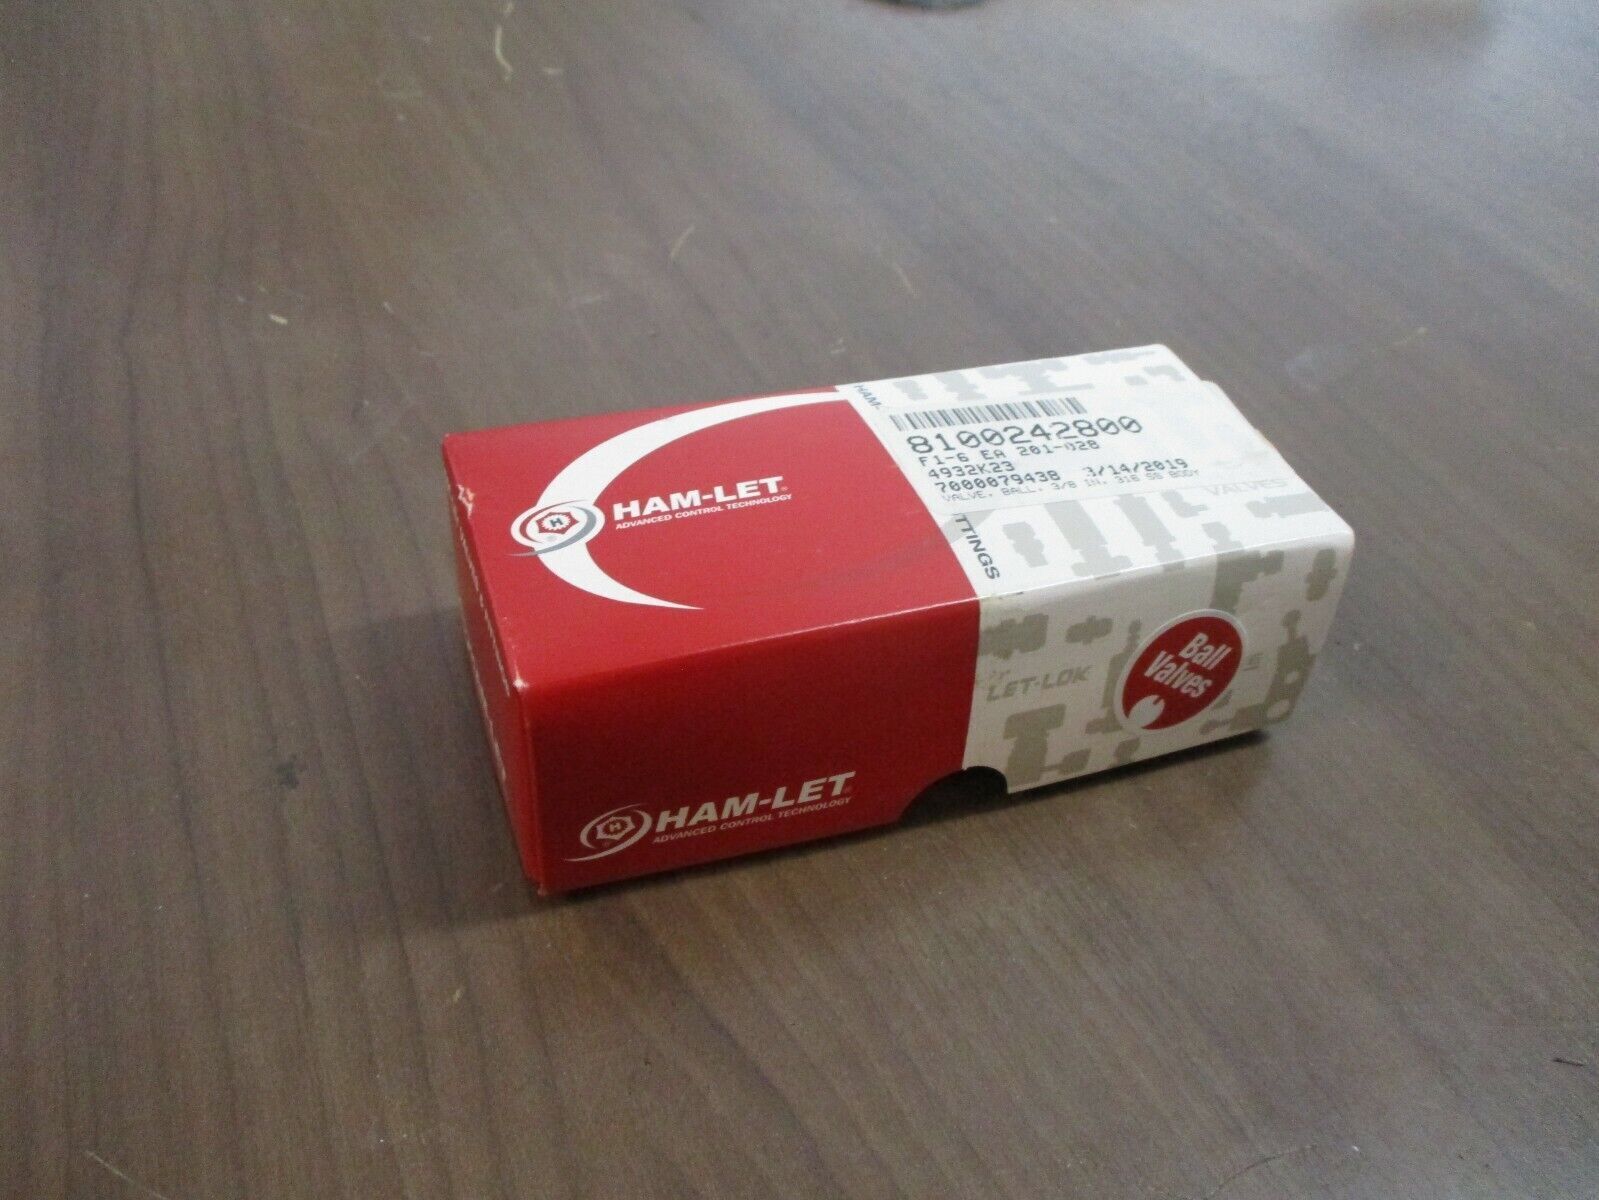 HAM-LET®
ADVANCED CONTROL TECHNOLOGY
H
HAM-
8100242800
F1-6 EA 201-028
4932K23
7000079438 3/14/2019
VALVE, BALL, 3/8 IN, 316 SS BODY
VALVES
TTINGS
LET-LOK
Ball
Valves
H
HAM-LET®
ADVANCED CONTROL TECHNOLOGY